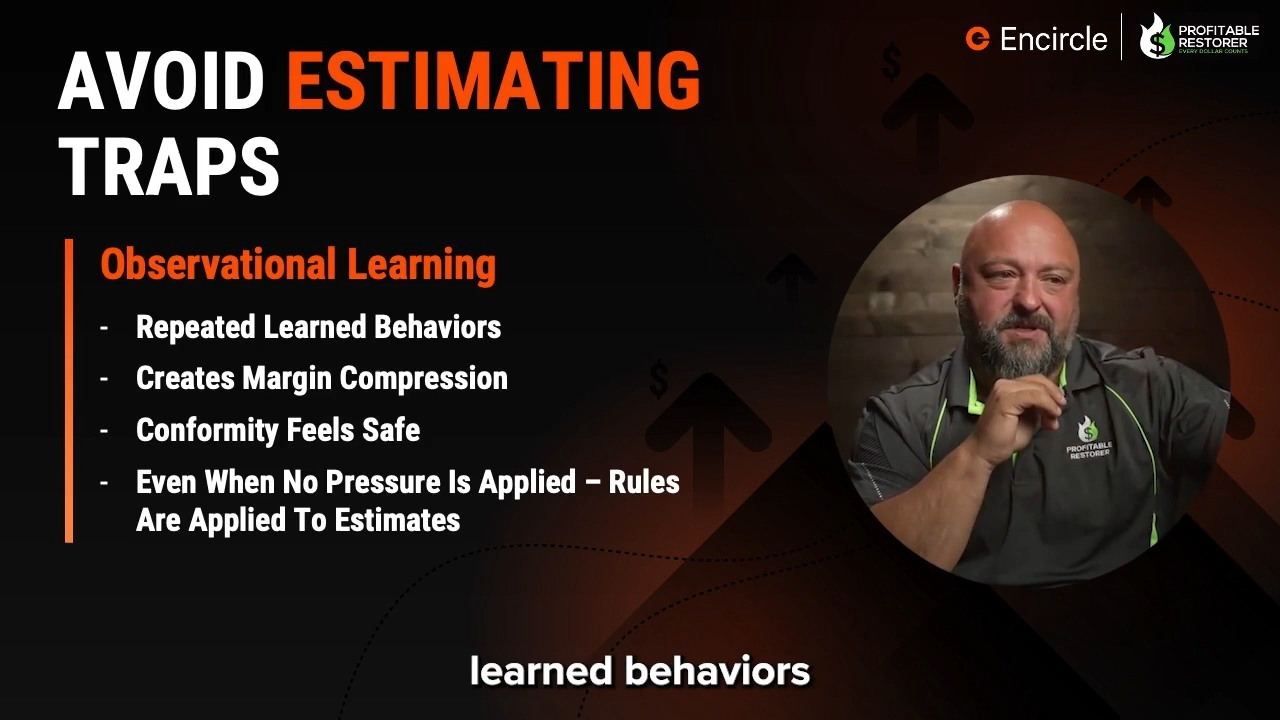 Encircle
PROFITABLE
RESTORER
EVERY DOLLAR COUNTS
AVOID ESTIMATING
TRAPS
Observational Learning
- Repeated Learned Behaviors
- Creates Margin Compression
- Conformity Feels Safe
- Even When No Pressure Is Applied – Rules
Are Applied To Estimates
$
$
$
PROFITABLE
RESTORER
learned behaviors